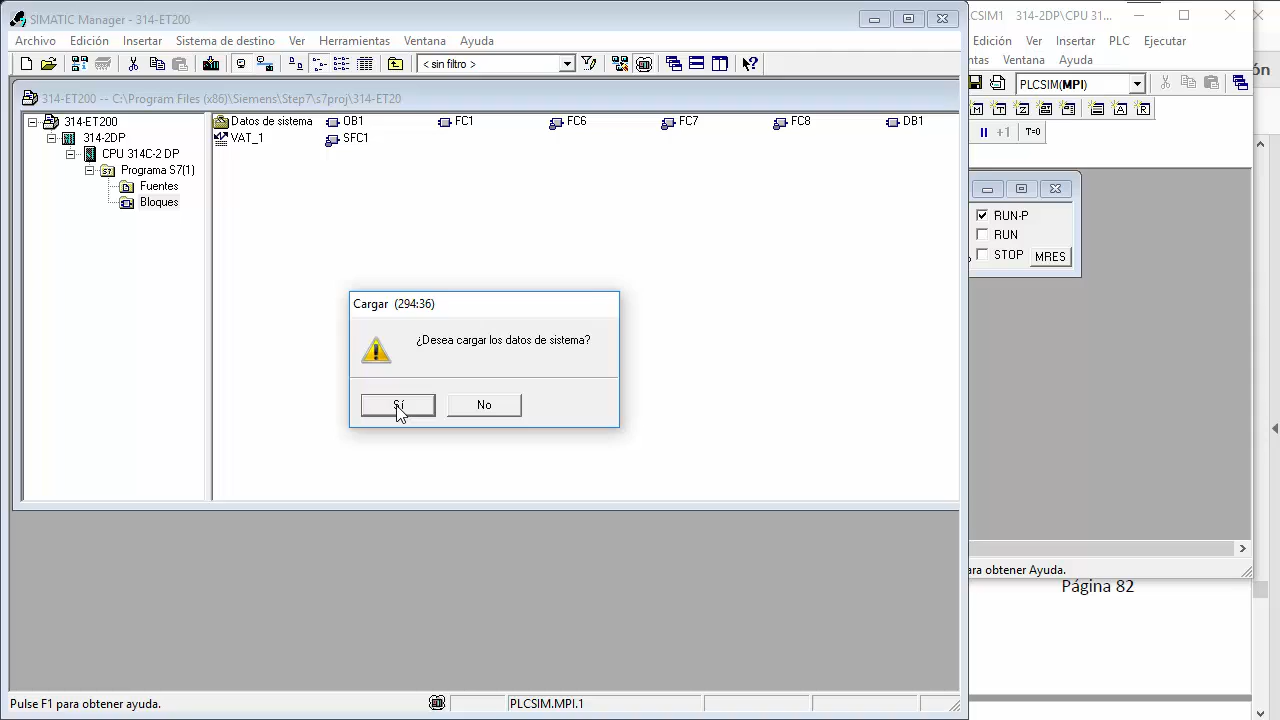 SIMATIC Manager - 314-ET200
Archivo Edición Insertar Sistema de destino Ver Herramientas Ventana Ayuda
< sin filtro >
314-ET200 -- C:\Program Files (x86)\Siemens\Step7\s7proj\314-ET20
314-ET200
314-2DP
CPU 314C-2 DP
Programa S7(1)
Fuentes
Bloques
Datos de sistema OB1 FC1 FC6 FC7 FC8 DB1
VAT_1 SFC1
Cargar (294:36)
¿Desea cargar los datos de sistema?
Sí No
Pulse F1 para obtener ayuda.
PLCSIM.MPI.1
CSIM1 314-2DP\CPU 31...
Edición Ver Insertar PLC Ejecutar
ntas Ventana Ayuda
PLCSIM(MPI)
+1 T=0
RUN-P
RUN
STOP MRES
ara obtener Ayuda.
Página 82
ón